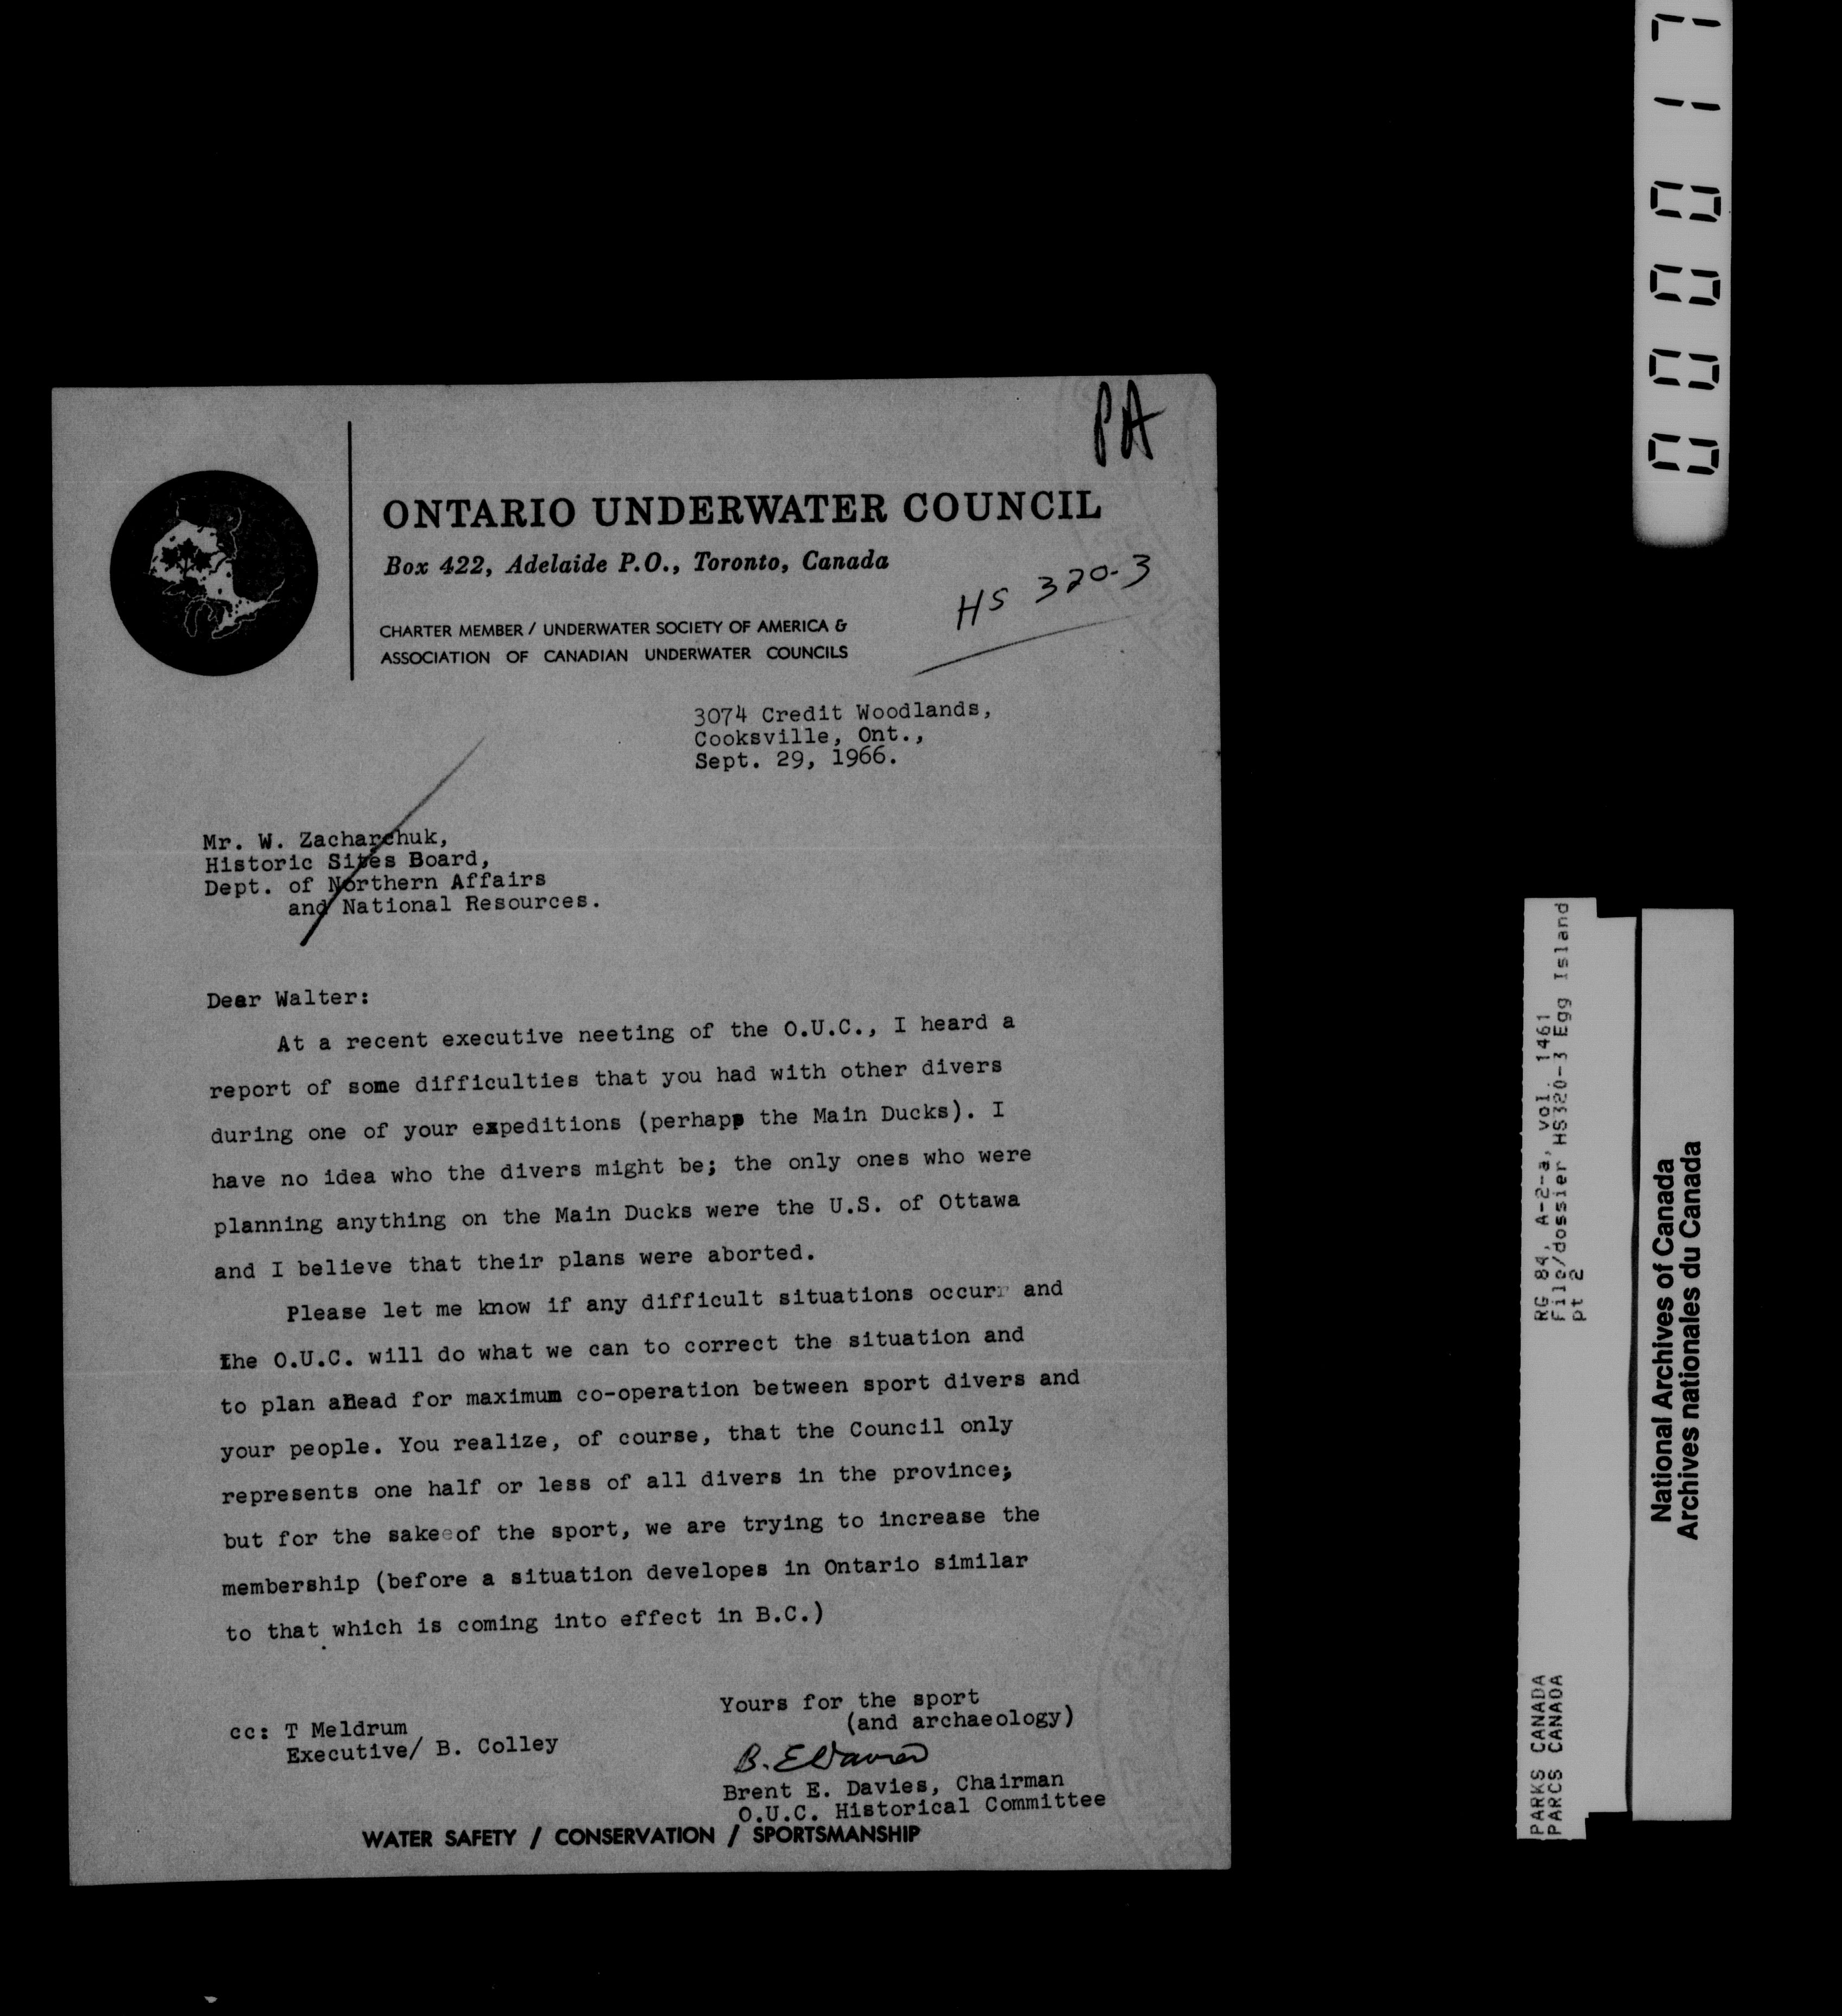 PA
ONTARIO UNDERWATER COUNCIL
Box 422, Adelaide P.O., Toronto, Canada
HS 320-3
CHARTER MEMBER / UNDERWATER SOCIETY OF AMERICA &
ASSOCIATION OF CANADIAN UNDERWATER COUNCILS
3074 Credit Woodlands,
Cooksville, Ont.,
Sept. 29, 1966.
Mr. W. Zacharchuk,
Historic Sites Board,
Dept. of Northern Affairs
and National Resources.
Dear Walter:
At a recent executive neeting of the O.U.C., I heard a
report of some difficulties that you had with other divers
during one of your expeditions (perhaps the Main Ducks). I
have no idea who the divers might be; the only ones who were
planning anything on the Main Ducks were the U.S. of Ottawa
and I believe that their plans were aborted.
Please let me know if any difficult situations occurr and
the O.U.C. will do what we can to correct the situation and
to plan ahead for maximum co-operation between sport divers and
your people. You realize, of course, that the Council only
represents one half or less of all divers in the province;
but for the sakeeof the sport, we are trying to increase the
membership (before a situation developes in Ontario similar
to that which is coming into effect in B.C.)
Yours for the sport
(and archaeology)
cc: T Meldrum
Executive/ B. Colley
B. E Davies
Brent E. Davies, Chairman
O.U.C. Historical Committee
WATER SAFETY / CONSERVATION / SPORTSMANSHIP
RG 84, A-2-a, vol. 1461
File/dossier HS320-3 Egg Island
pt 2
PARKS CANADA
PARCS CANADA
National Archives of Canada
Archives nationales du Canada